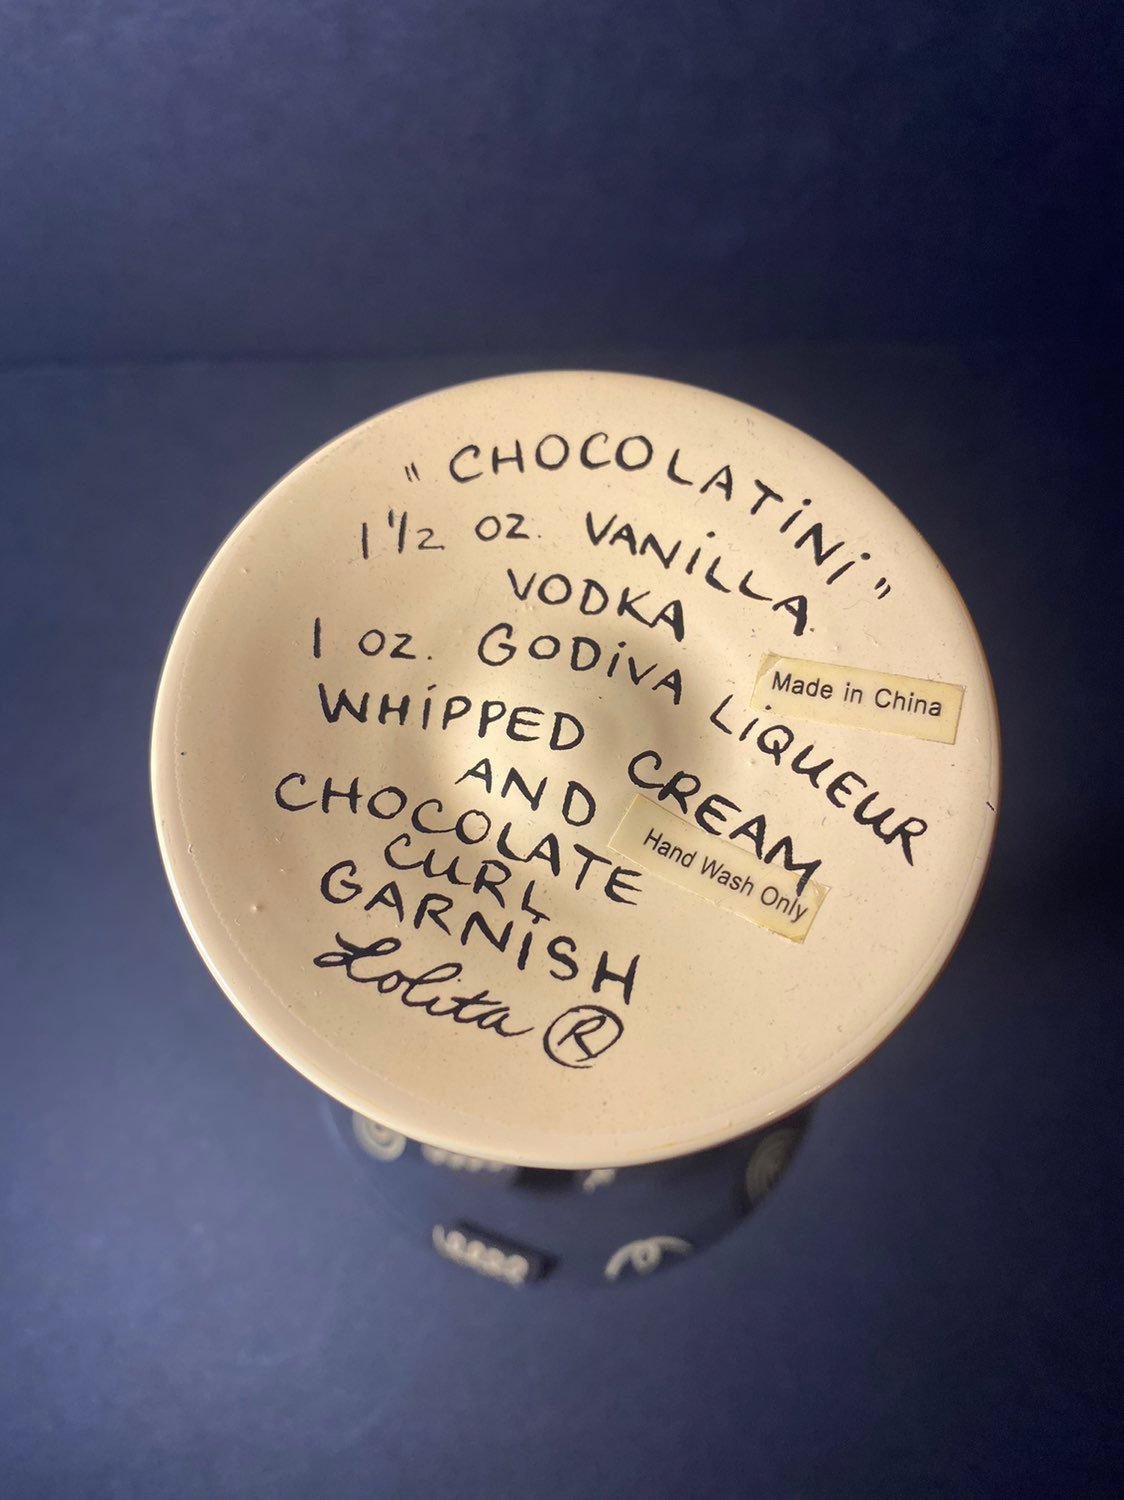 "CHOCOLATiNi"
1 1/2 OZ. VANiLLA
VODKA
1 OZ. GODiVA LiQUEUR
WHiPPED CREAM
AND
CHOCOLATE
CURL
GARNiSH
Lolita ®
Made in China
Hand Wash Only